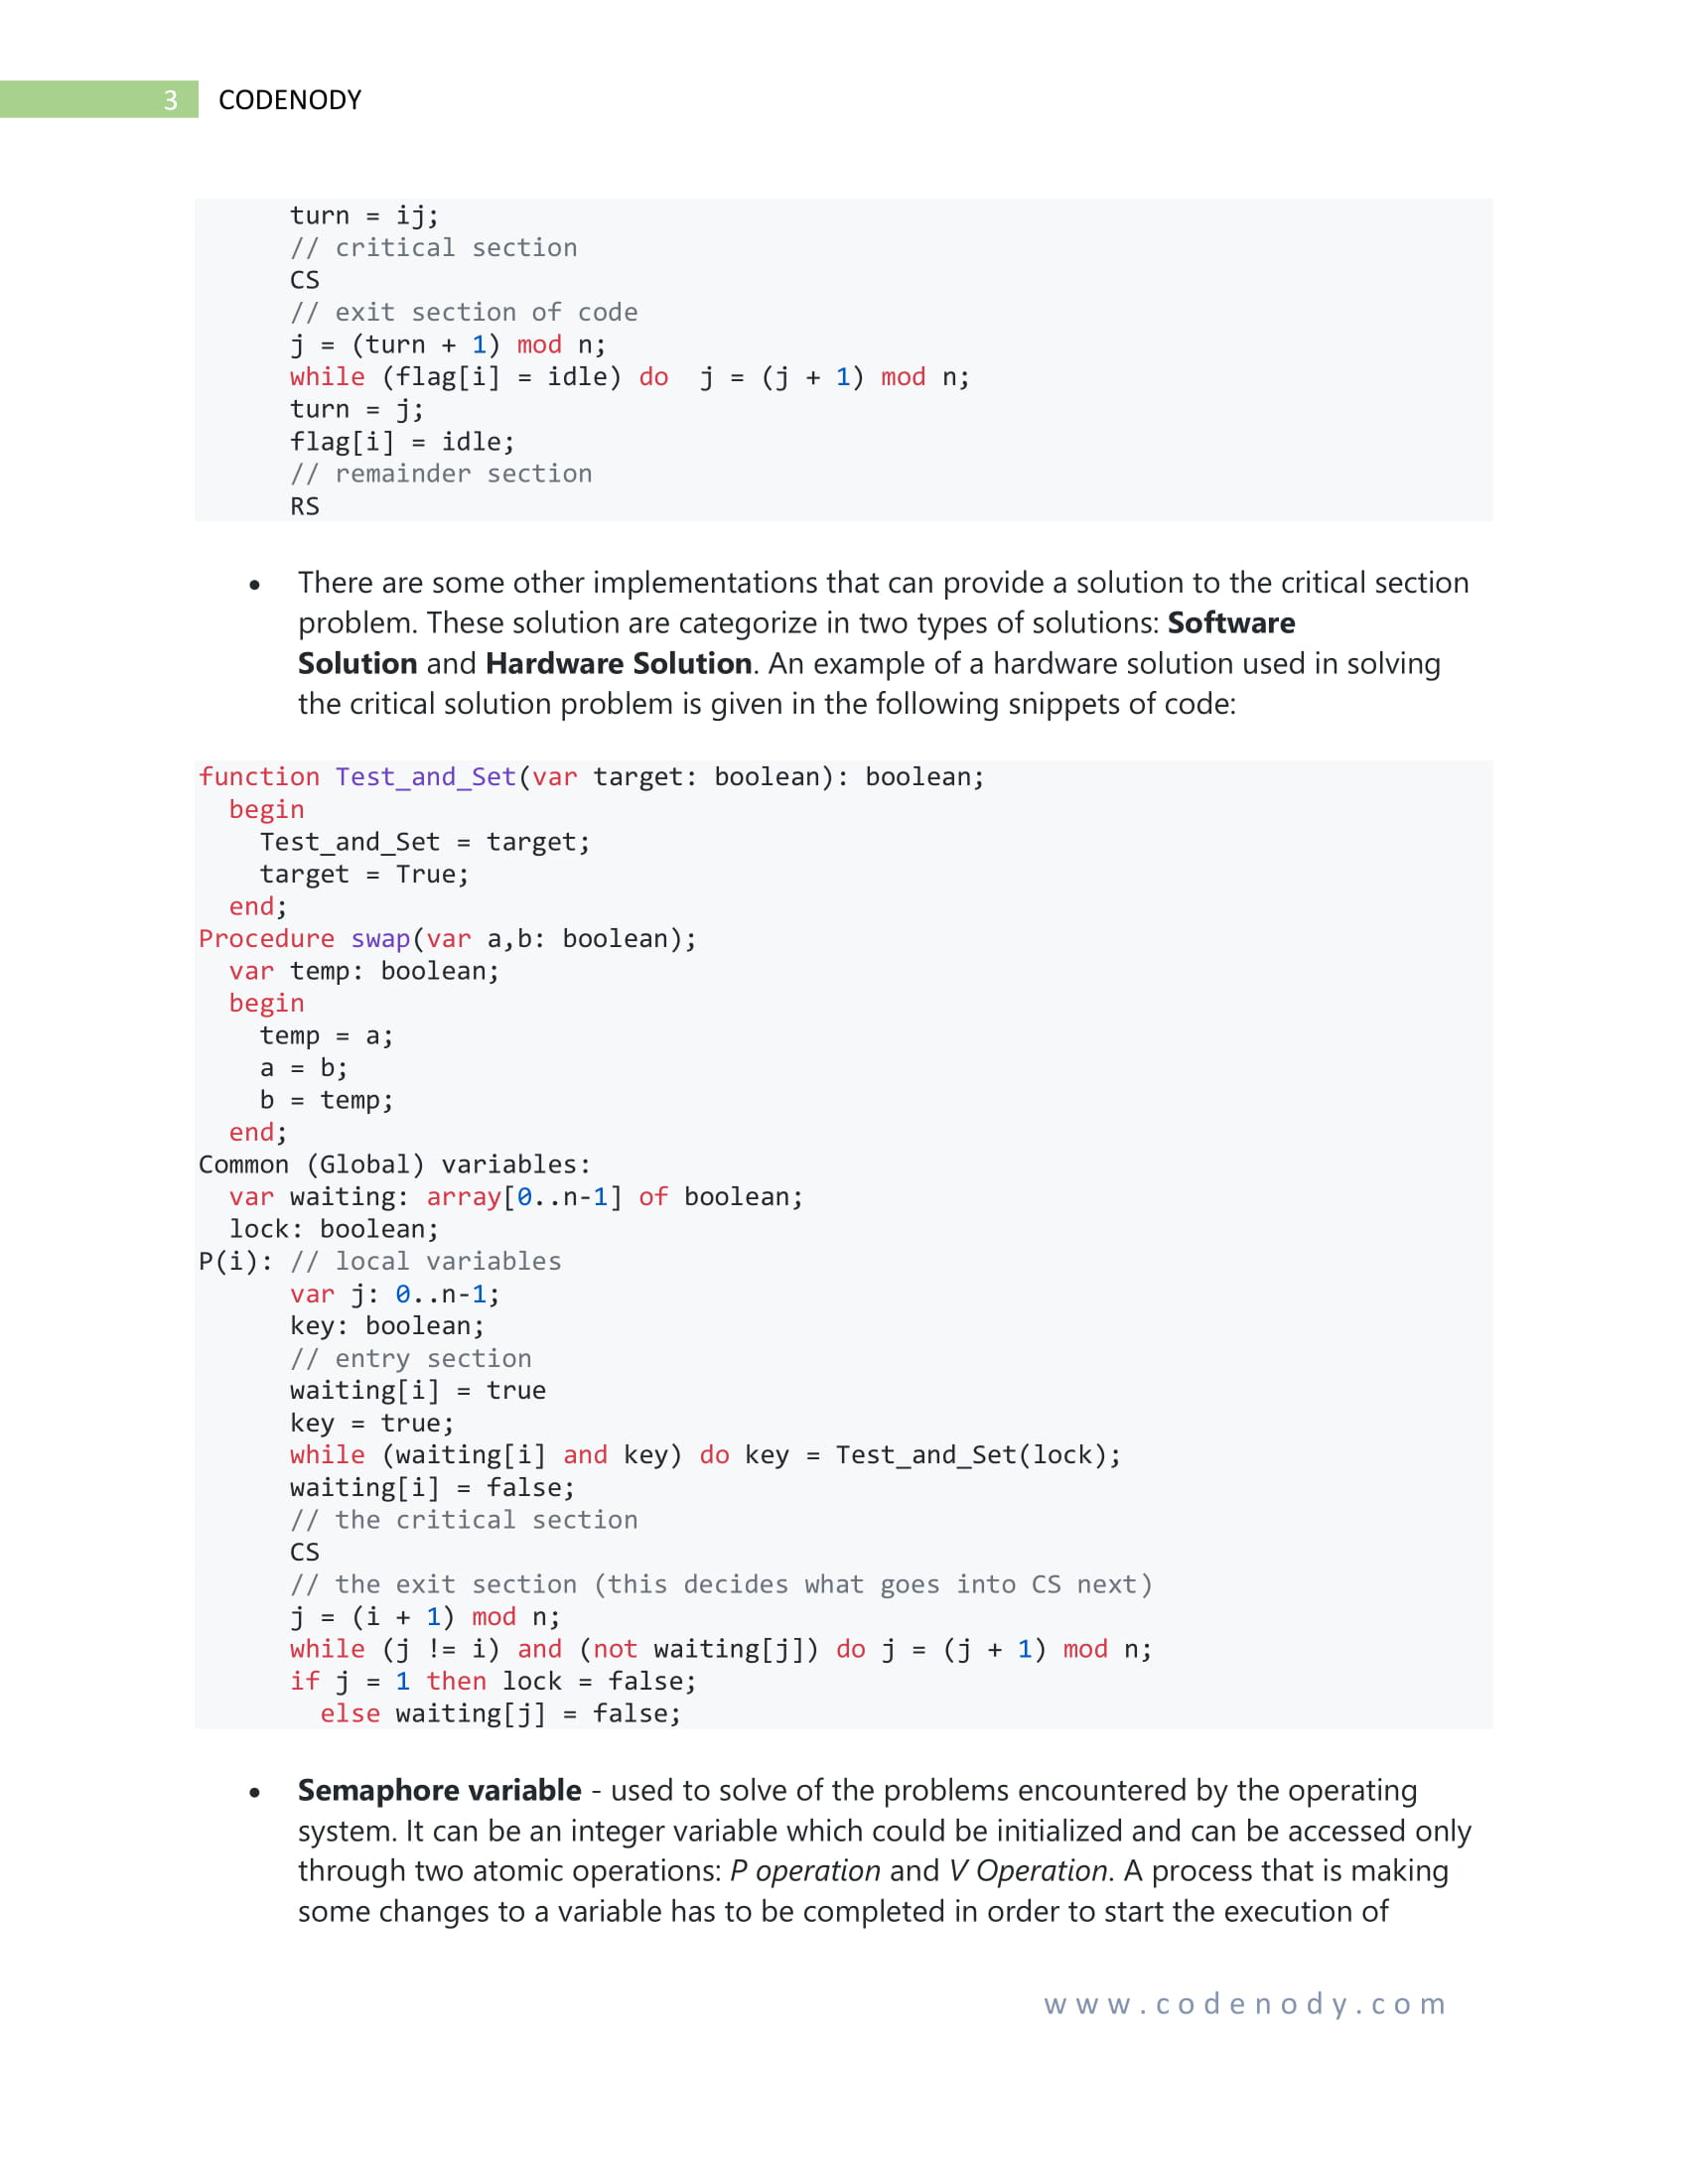 3 CODENODY
turn = ij;
// critical section
CS
// exit section of code
j = (turn + 1) mod n;
while (flag[i] = idle) do  j = (j + 1) mod n;
turn = j;
flag[i] = idle;
// remainder section
RS
• There are some other implementations that can provide a solution to the critical section
problem. These solution are categorize in two types of solutions: Software
Solution and Hardware Solution. An example of a hardware solution used in solving
the critical solution problem is given in the following snippets of code:
function Test_and_Set(var target: boolean): boolean;
begin
Test_and_Set = target;
target = True;
end;
Procedure swap(var a,b: boolean);
var temp: boolean;
begin
temp = a;
a = b;
b = temp;
end;
Common (Global) variables:
var waiting: array[0..n-1] of boolean;
lock: boolean;
P(i): // local variables
var j: 0..n-1;
key: boolean;
// entry section
waiting[i] = true
key = true;
while (waiting[i] and key) do key = Test_and_Set(lock);
waiting[i] = false;
// the critical section
CS
// the exit section (this decides what goes into CS next)
j = (i + 1) mod n;
while (j != i) and (not waiting[j]) do j = (j + 1) mod n;
if j = 1 then lock = false;
else waiting[j] = false;
• Semaphore variable - used to solve of the problems encountered by the operating
system. It can be an integer variable which could be initialized and can be accessed only
through two atomic operations: P operation and V Operation. A process that is making
some changes to a variable has to be completed in order to start the execution of
www.codenody.com